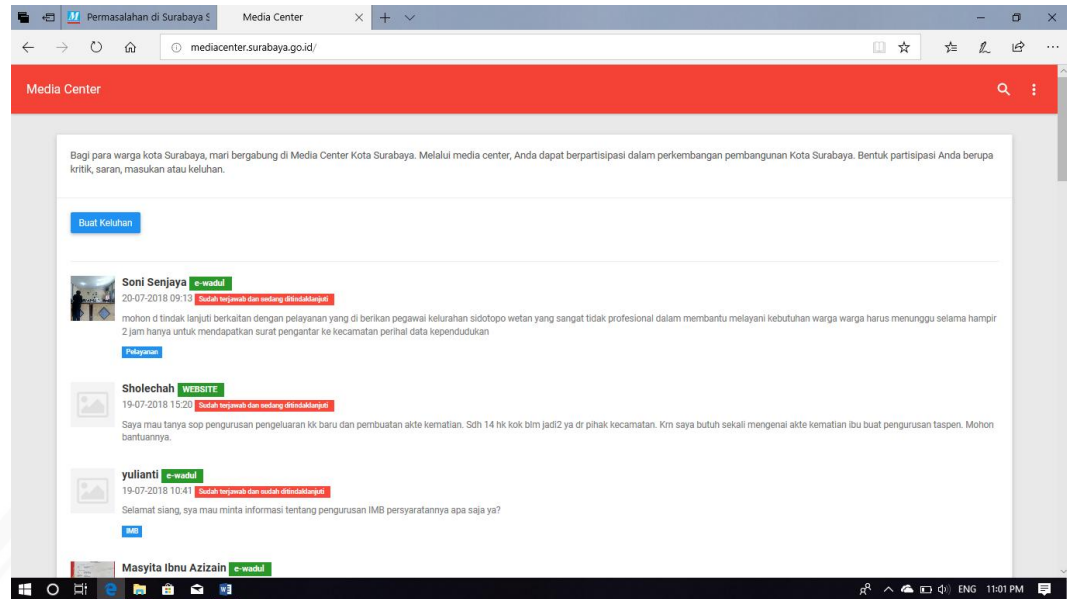 Permasalahan di Surabaya S
Media Center
mediacenter.surabaya.go.id/
Media Center
Bagi para warga kota Surabaya, mari bergabung di Media Center Kota Surabaya. Melalui media center, Anda dapat berpartisipasi dalam perkembangan pembangunan Kota Surabaya. Bentuk partisipasi Anda berupa
kritik, saran, masukan atau keluhan.
Buat Keluhan
Soni Senjaya e-wadul
20-07-2018 09:13 Sudah terjawab dan sedang ditindaklanjuti
mohon d tindak lanjuti berkaitan dengan pelayanan yang di berikan pegawai kelurahan sidotopo wetan yang sangat tidak profesional dalam membantu melayani kebutuhan warga warga harus menunggu selama hampir
2 jam hanya untuk mendapatkan surat pengantar ke kecamatan perihal data kependudukan
Pelayanan
Sholechah WEBSITE
19-07-2018 15:20 Sudah terjawab dan sedang ditindaklanjuti
Saya mau tanya sop pengurusan pengeluaran kk baru dan pembuatan akte kematian. Sdh 14 hk kok blm jadi2 ya dr pihak kecamatan. Krn saya butuh sekali mengenai akte kematian ibu buat pengurusan taspen. Mohon
bantuannya.
yulianti e-wadul
19-07-2018 10:41 Sudah terjawab dan sudah ditindaklanjuti
Selamat siang, sya mau minta informasi tentang pengurusan IMB persyaratannya apa saja ya?
IMB
Masyita Ibnu Azizain e-wadul
ENG 11:01 PM